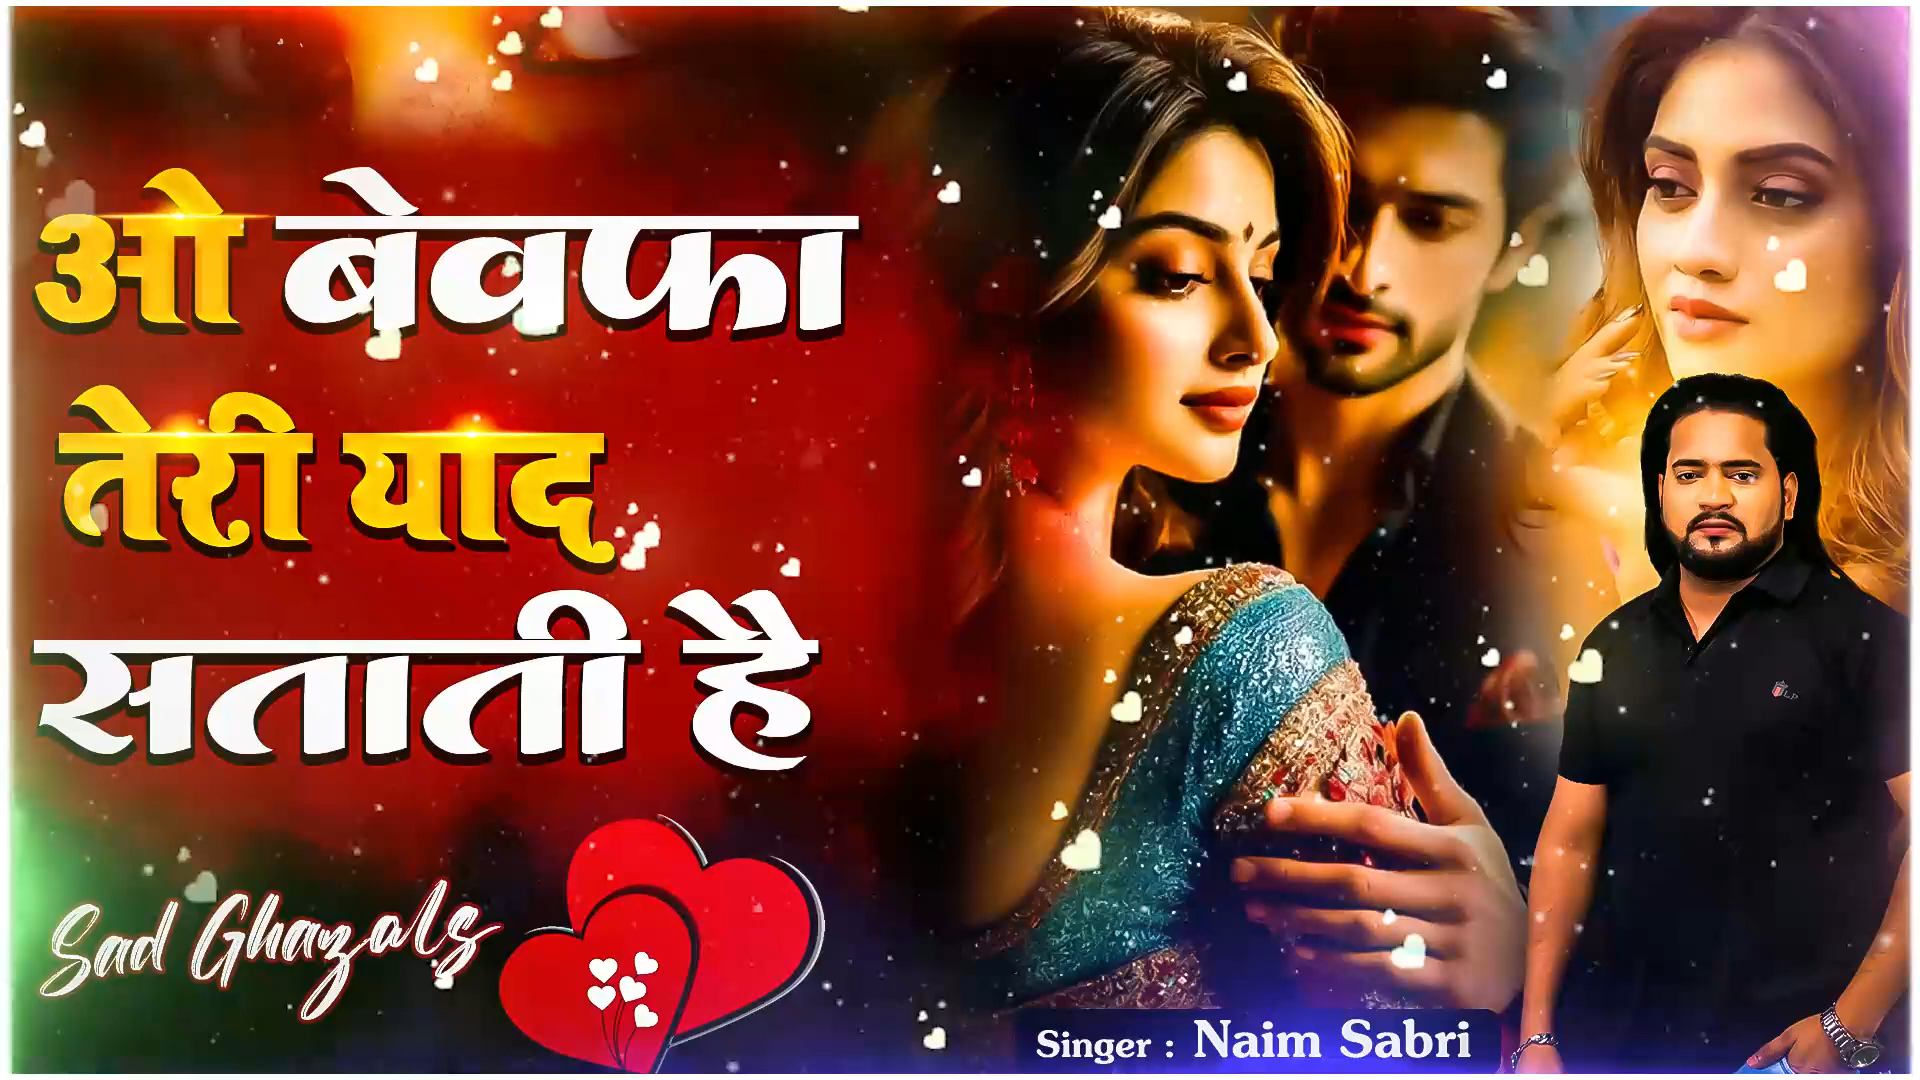 ओ बेवफा
तेरी याद
सताती है
Sad Ghazals
Singer : Naim Sabri